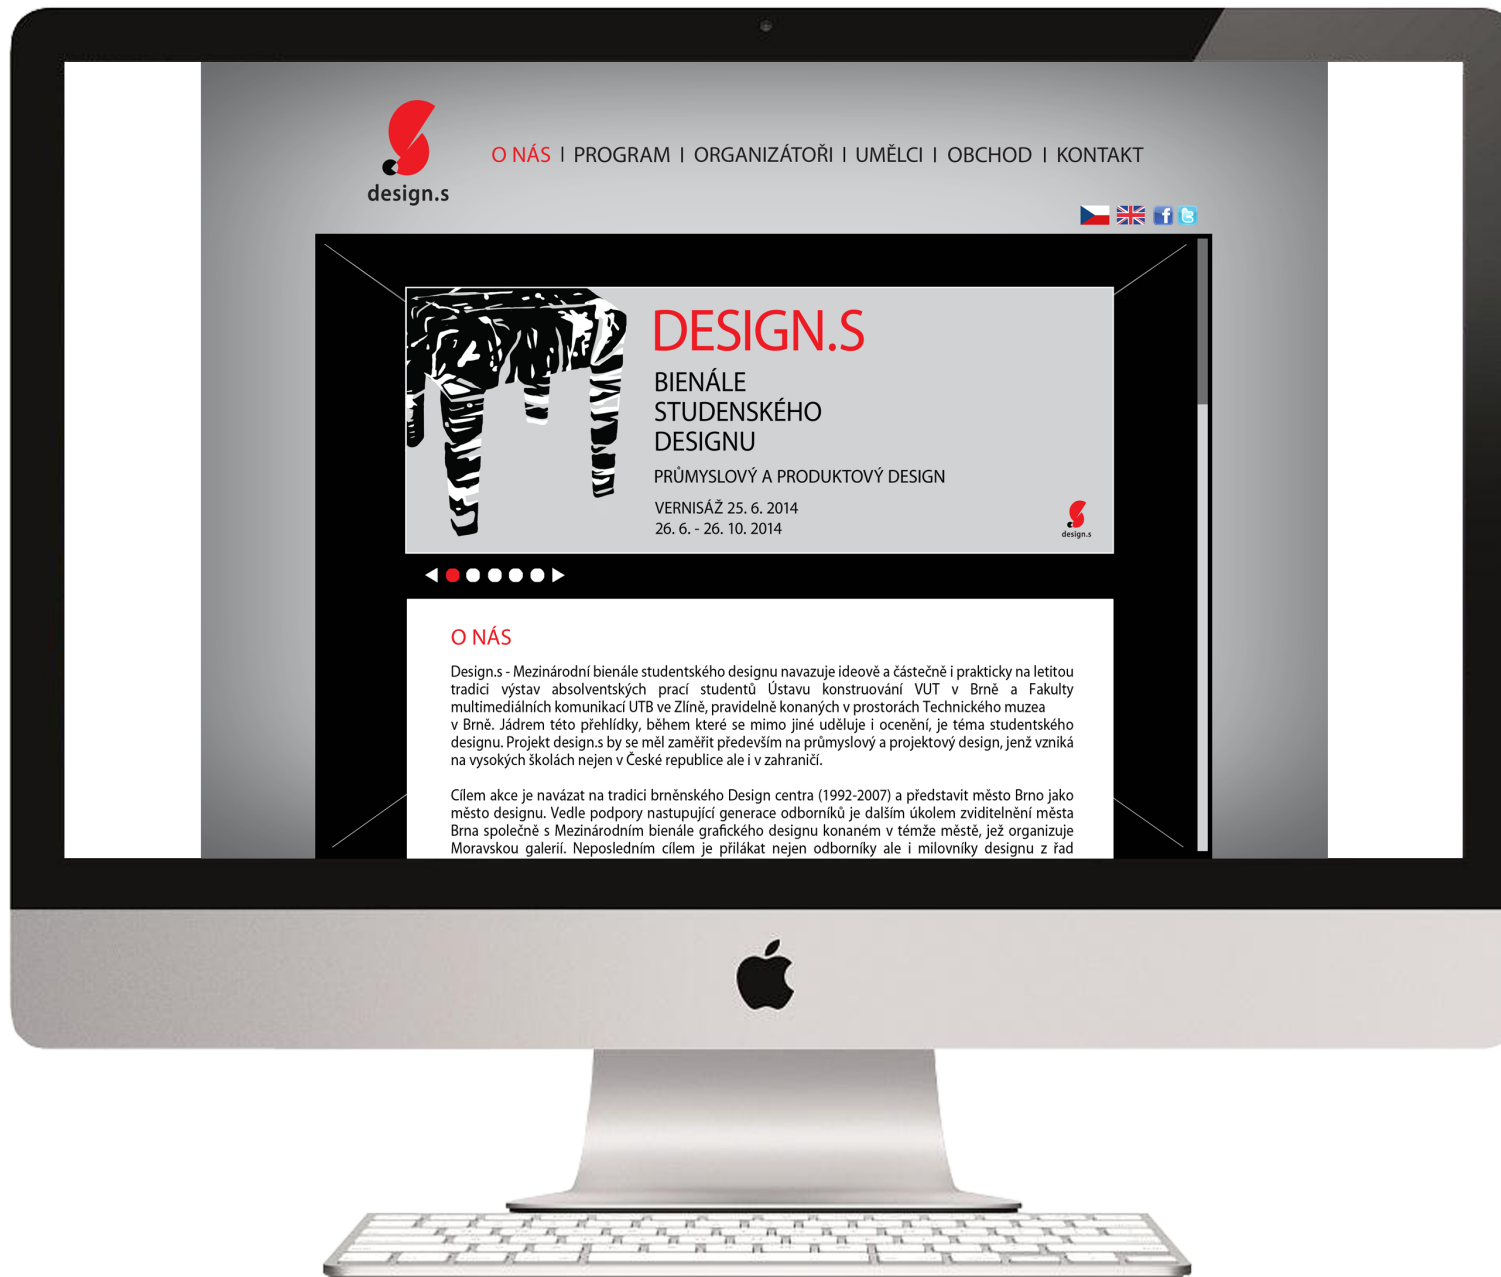 design.s
O NÁS | PROGRAM | ORGANIZÁTOŘI | UMĚLCI | OBCHOD | KONTAKT
DESIGN.S
BIENÁLE
STUDENSKÉHO
DESIGNU
PRŮMYSLOVÝ A PRODUKTOVÝ DESIGN
VERNISÁŽ 25. 6. 2014
26. 6. - 26. 10. 2014
design.s
O NÁS
Design.s - Mezinárodní bienále studentského designu navazuje ideově a částečně i prakticky na letitou
tradici výstav absolventských prací studentů Ústavu konstruování VUT v Brně a Fakulty
multimediálních komunikací UTB ve Zlíně, pravidelně konaných v prostorách Technického muzea
v Brně. Jádrem této přehlídky, během které se mimo jiné uděluje i ocenění, je téma studentského
designu. Projekt design.s by se měl zaměřit především na průmyslový a projektový design, jenž vzniká
na vysokých školách nejen v České republice ale i v zahraničí.
Cílem akce je navázat na tradici brněnského Design centra (1992-2007) a představit město Brno jako
město designu. Vedle podpory nastupující generace odborníků je dalším úkolem zviditelnění města
Brna společně s Mezinárodním bienále grafického designu konaném v témže městě, jež organizuje
Moravskou galerií. Neposledním cílem je přilákat nejen odborníky ale i milovníky designu z řad